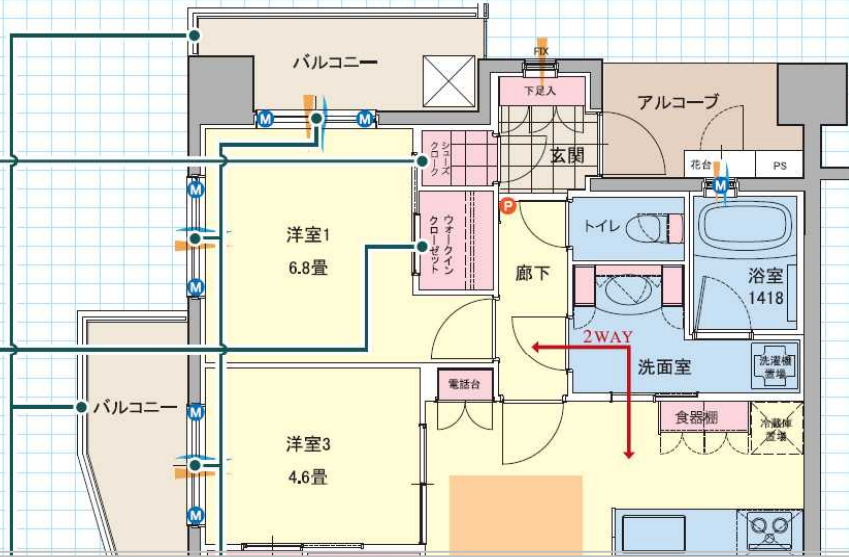 バルコニー
FIX
下足入
アルコーブ
M
M
シューズ
クローク
玄関
花台
PS
M
M
P
トイレ
ウォークイン
クローゼット
洋室1
6.8畳
廊下
浴室
1418
M
2WAY
洗面室
洗濯機
置場
電話台
バルコニー
M
食器棚
冷蔵庫
置場
洋室3
4.6畳
M